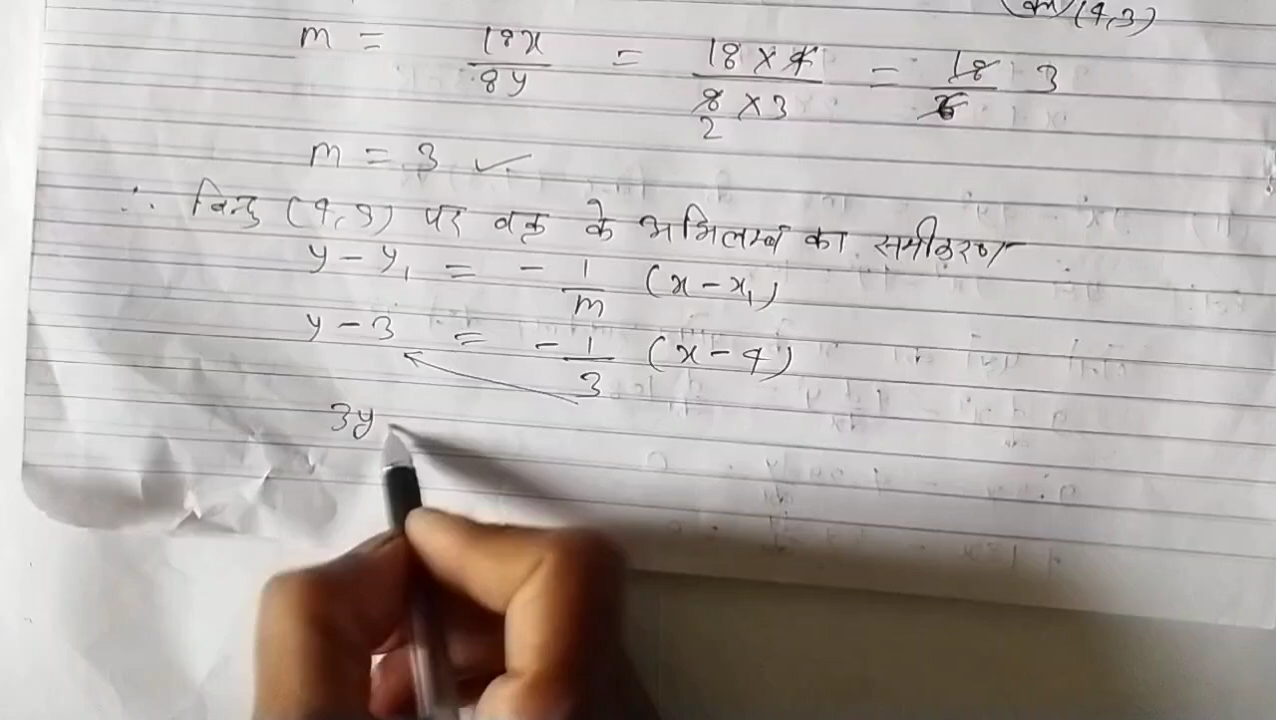 (4,3)
m = 18x/8y = 18 × 4/8 × 3 = 18/6 3
2
m = 3 ✓
∴ बिन्दु (4,3) पर वक्र के अभिलम्ब का समीकरण
y - y₁ = - 1/m (x - x₁)
y - 3 = - 1/3 (x - 4)
3y